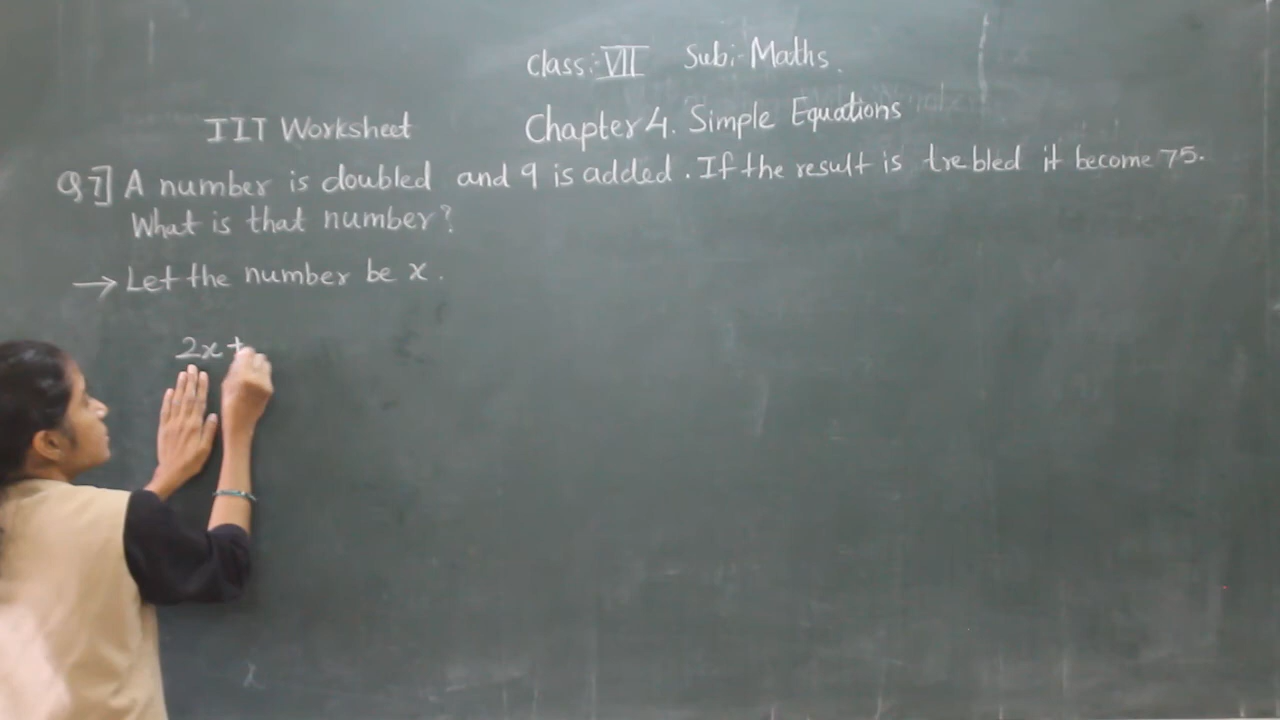 Class:- VII Sub:- Maths.
IIT Worksheet Chapter 4. Simple Equations
Q 7] A number is doubled and 9 is added. If the result is trebled it become 75.
What is that number?
→ Let the number be x.
2x +